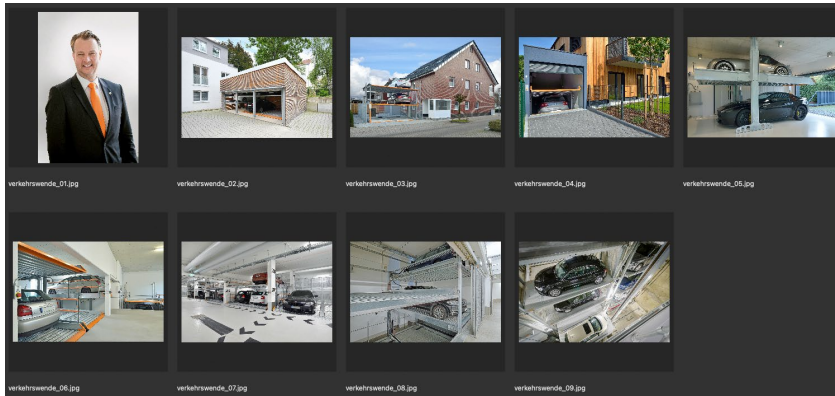 verkehrswende_01.jpg
verkehrswende_02.jpg
verkehrswende_03.jpg
verkehrswende_04.jpg
verkehrswende_05.jpg
verkehrswende_06.jpg
verkehrswende_07.jpg
verkehrswende_08.jpg
verkehrswende_09.jpg